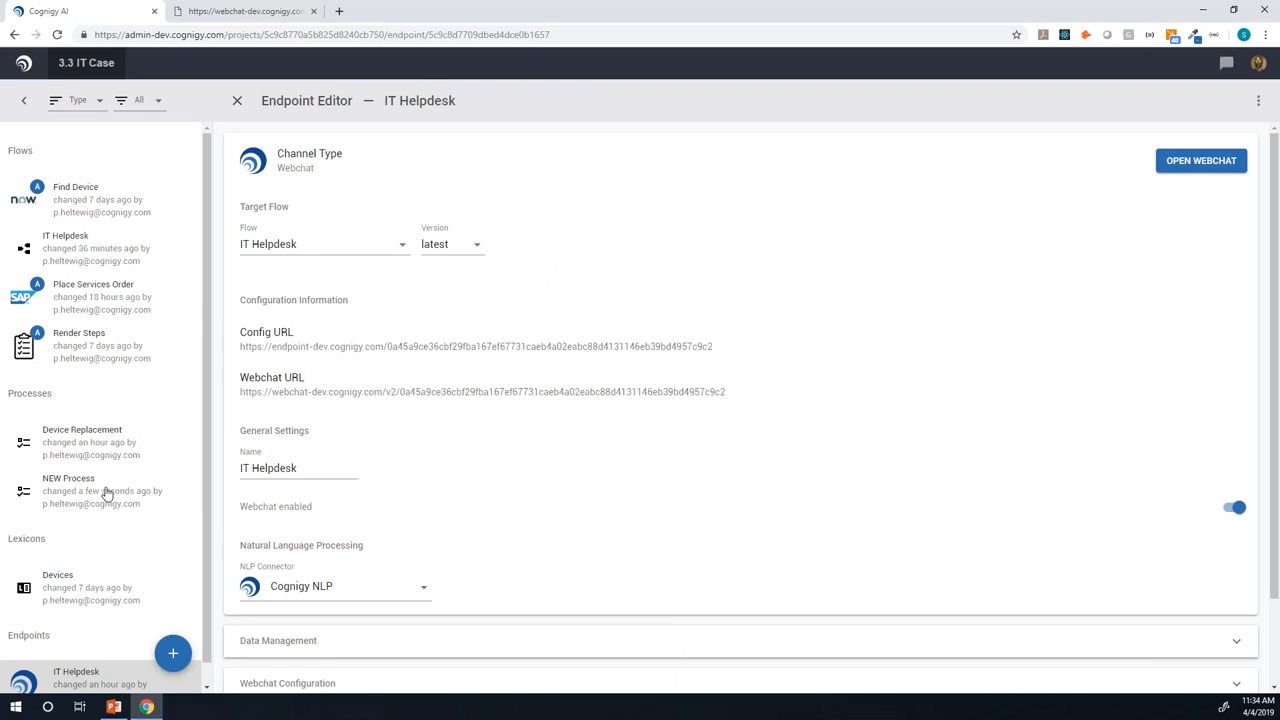 Cognigy AI
https://webchat-dev.cognigy.com
https://admin-dev.cognigy.com/projects/5c9c8770a5b825d8240cb750/endpoint/5c9c8d7709dbed4dce0b1657
3.3 IT Case
Type
All
Endpoint Editor — IT Helpdesk
Flows
A
Find Device
now.
changed 7 days ago by
p.heltewig@cognigy.com
IT Helpdesk
changed 36 minutes ago by
p.heltewig@cognigy.com
A
Place Services Order
SAP
changed 18 hours ago by
p.heltewig@cognigy.com
A
Render Steps
changed 7 days ago by
p.heltewig@cognigy.com
Processes
Device Replacement
changed an hour ago by
p.heltewig@cognigy.com
NEW Process
changed a few seconds ago by
p.heltewig@cognigy.com
Lexicons
Devices
changed 7 days ago by
p.heltewig@cognigy.com
Endpoints
IT Helpdesk
changed an hour ago by
Channel Type
Webchat
OPEN WEBCHAT
Target Flow
Flow
Version
IT Helpdesk
latest
Configuration Information
Config URL
https://endpoint-dev.cognigy.com/0a45a9ce36cbf29fba167ef67731caeb4a02eabc88d4131146eb39bd4957c9c2
Webchat URL
https://webchat-dev.cognigy.com/v2/0a45a9ce36cbf29fba167ef67731caeb4a02eabc88d4131146eb39bd4957c9c2
General Settings
Name
IT Helpdesk
Webchat enabled
Natural Language Processing
NLP Connector
Cognigy NLP
Data Management
Webchat Configuration
11:34 AM
4/4/2019